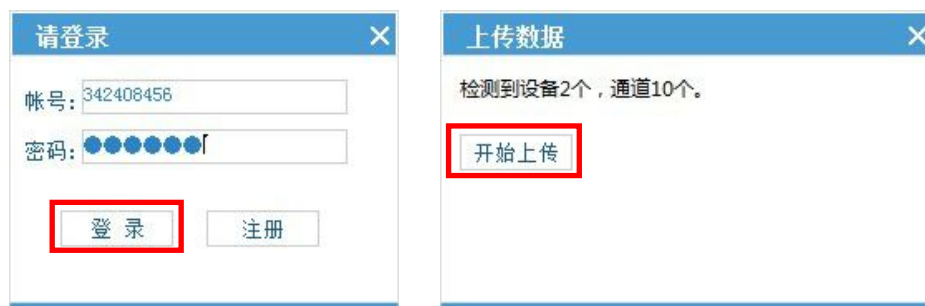 请登录
帐号:342408456
密码:●●●●●●
登 录
注册
上传数据
检测到设备2个，通道10个。
开始上传